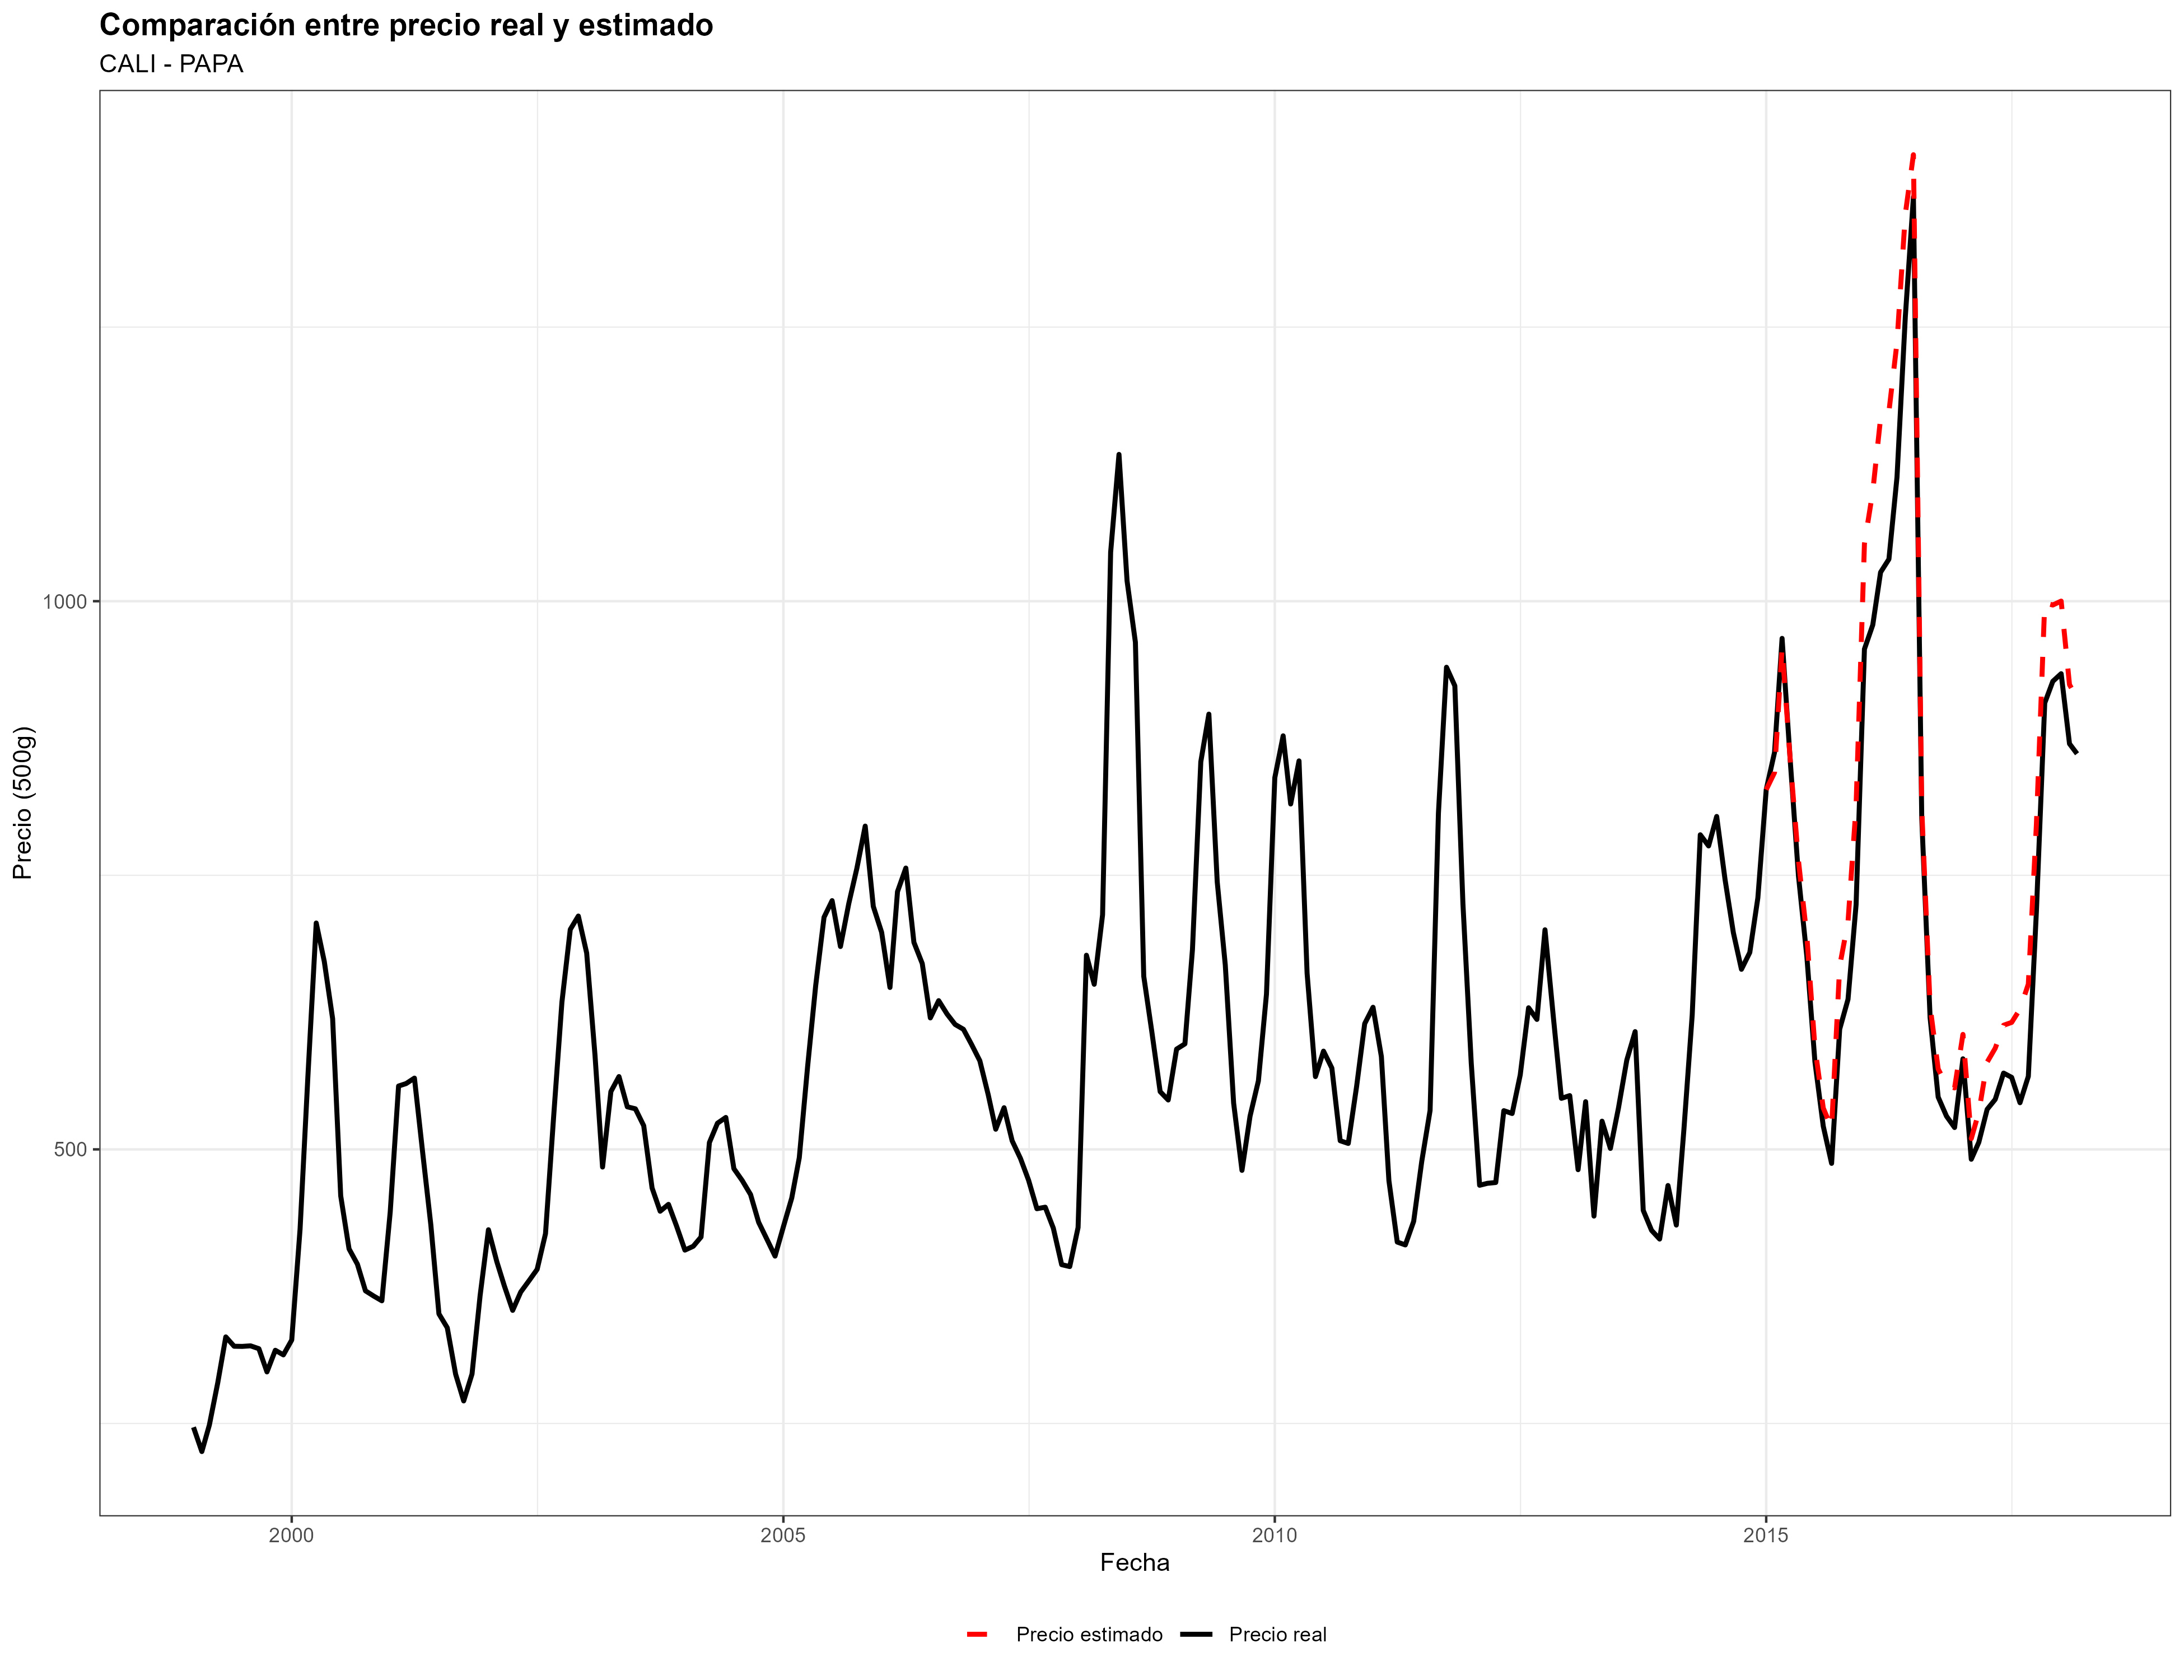 Comparación entre precio real y estimado
CALI - PAPA
Precio (500g)
1000
500
2000 2005 2010 2015
Fecha
Precio estimado Precio real